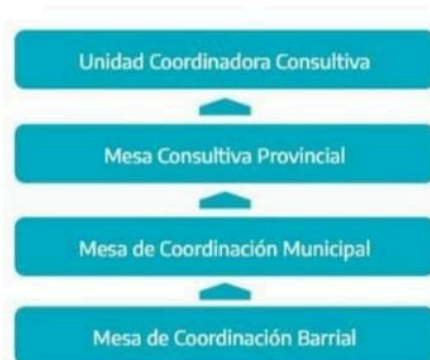 Unidad Coordinadora Consultiva
Mesa Consultiva Provincial
Mesa de Coordinación Municipal
Mesa de Coordinación Barrial